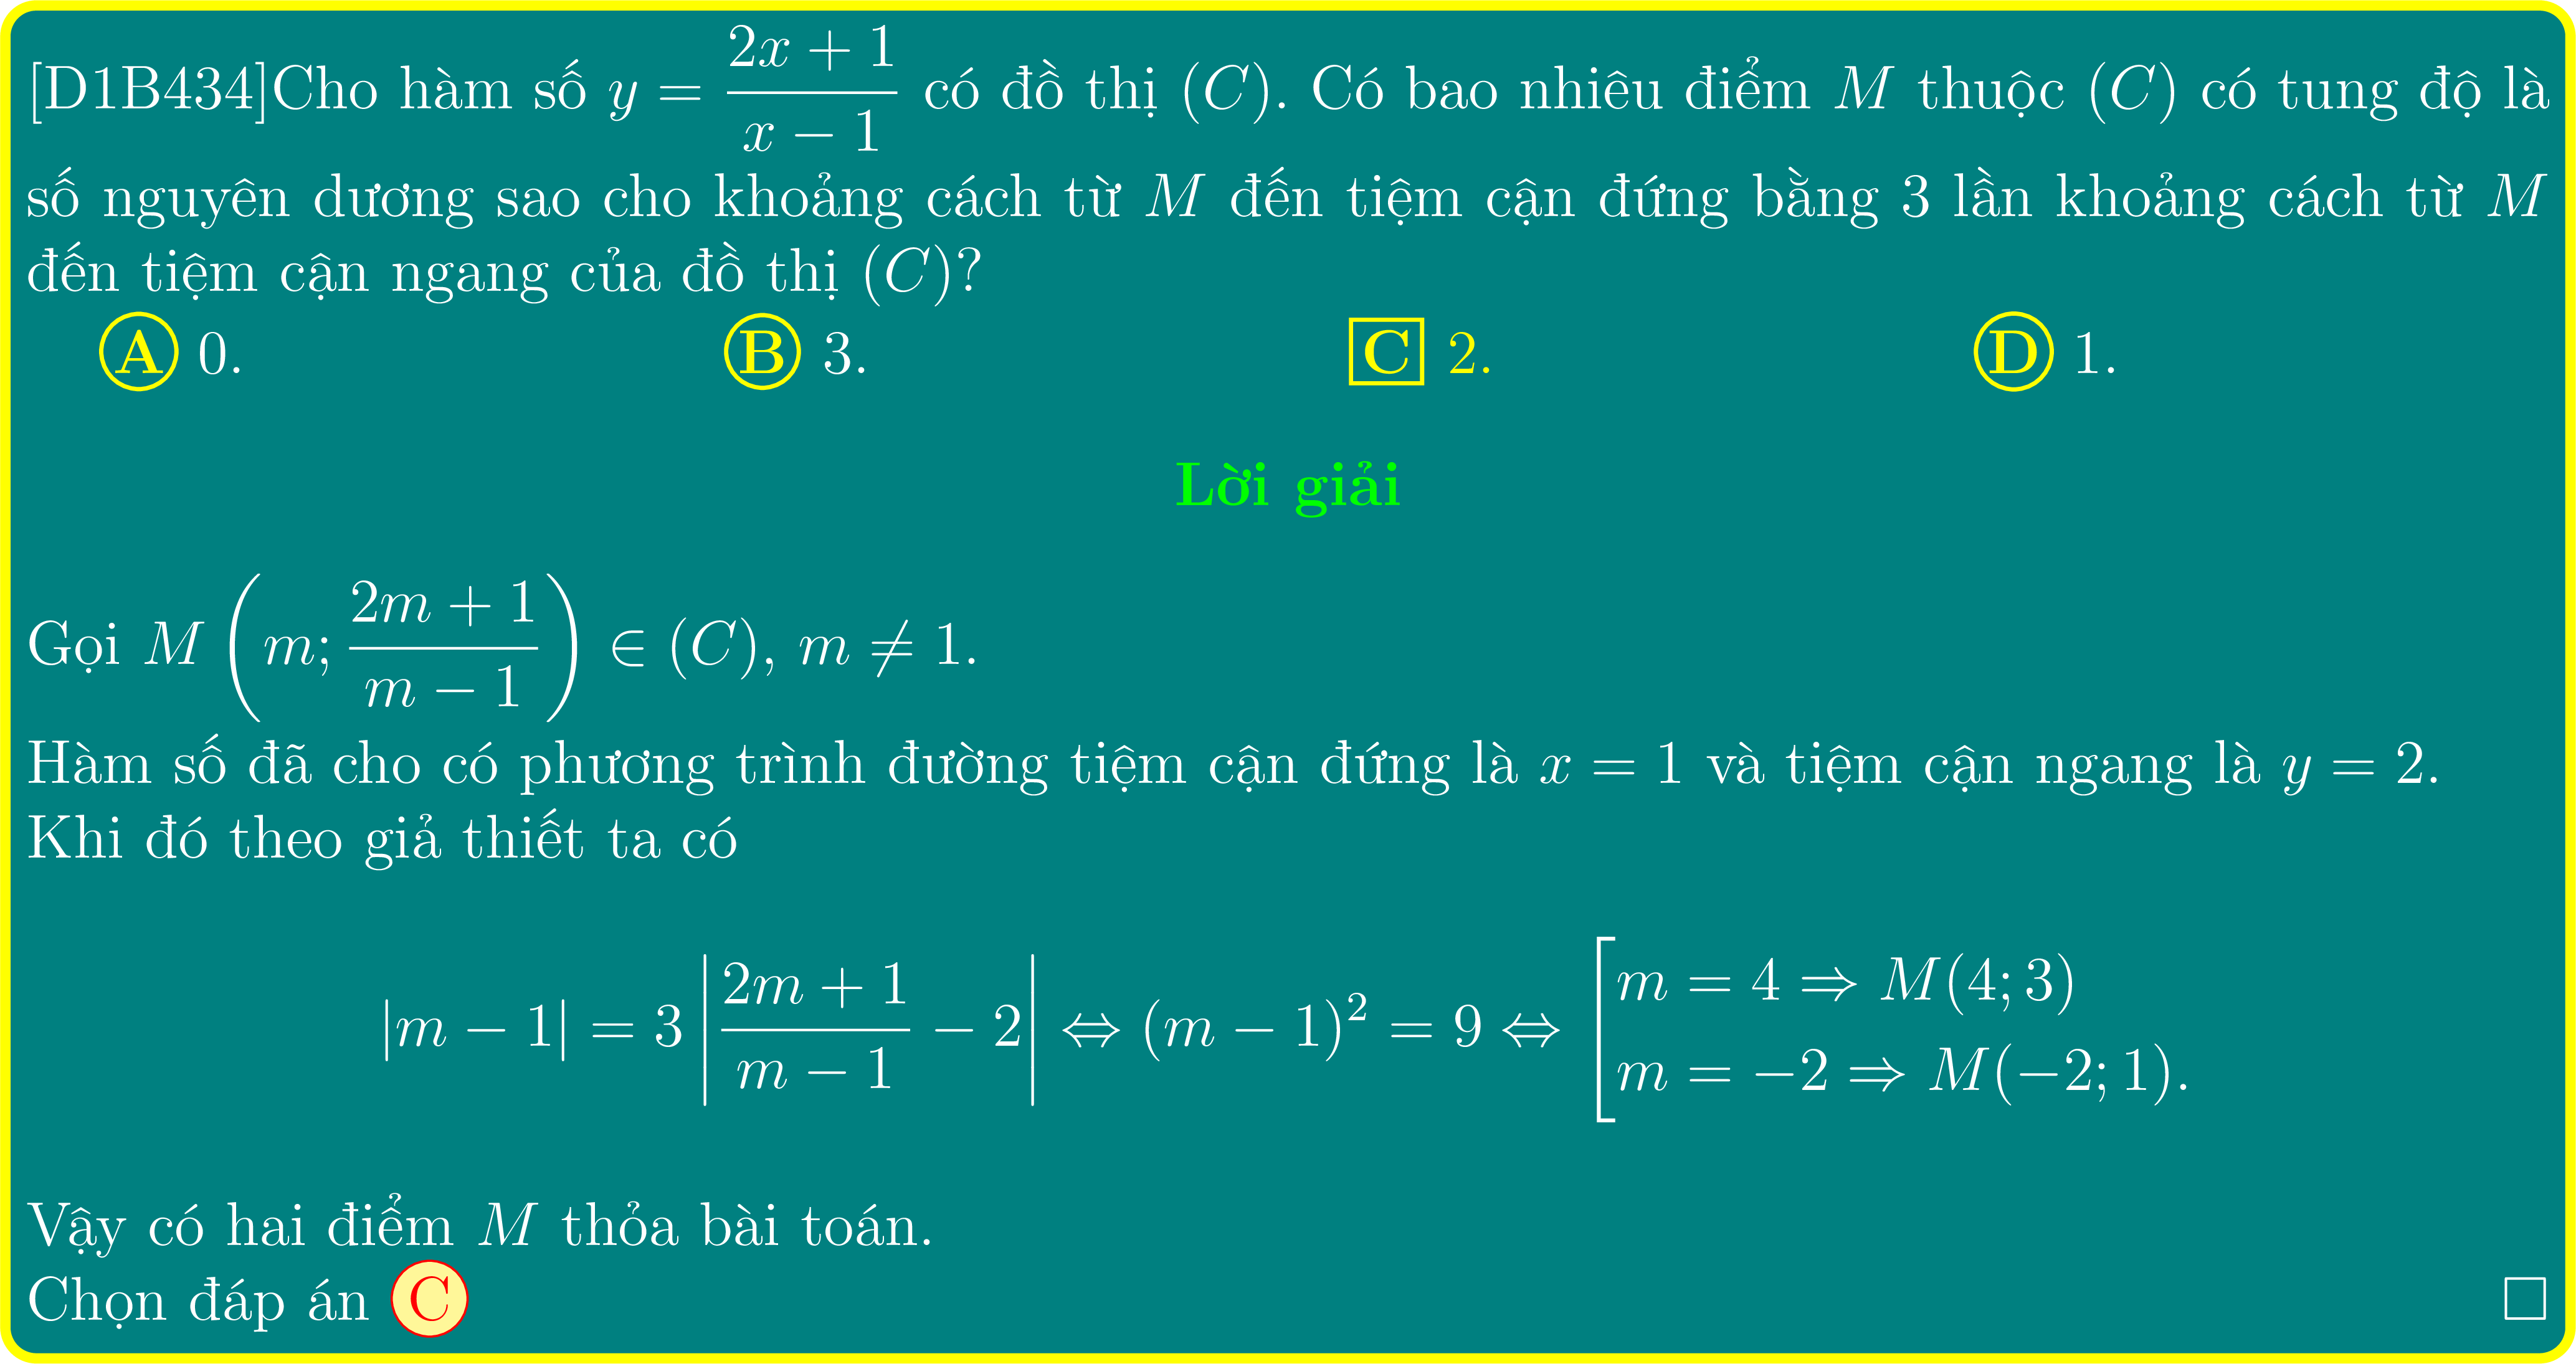 [D1B434]Cho hàm số $y = \dfrac{2x + 1}{x - 1}$ có đồ thị $(C)$. Có bao nhiêu điểm $M$ thuộc $(C)$ có tung độ là
số nguyên dương sao cho khoảng cách từ $M$ đến tiệm cận đứng bằng 3 lần khoảng cách từ $M$
đến tiệm cận ngang của đồ thị $(C)$?
A 0. B 3. C 2. D 1.
Lời giải
Gọi $M\left(m; \dfrac{2m + 1}{m - 1}\right) \in (C)$, $m \neq 1$.
Hàm số đã cho có phương trình đường tiệm cận đứng là $x = 1$ và tiệm cận ngang là $y = 2$.
Khi đó theo giả thiết ta có
$|m - 1| = 3\left|\dfrac{2m + 1}{m - 1} - 2\right| \Leftrightarrow (m - 1)^2 = 9 \Leftrightarrow \left[\begin{array}{l} m = 4 \Rightarrow M(4; 3) \\ m = -2 \Rightarrow M(-2; 1). \end{array}\right.$
Vậy có hai điểm $M$ thỏa bài toán.
Chọn đáp án C □